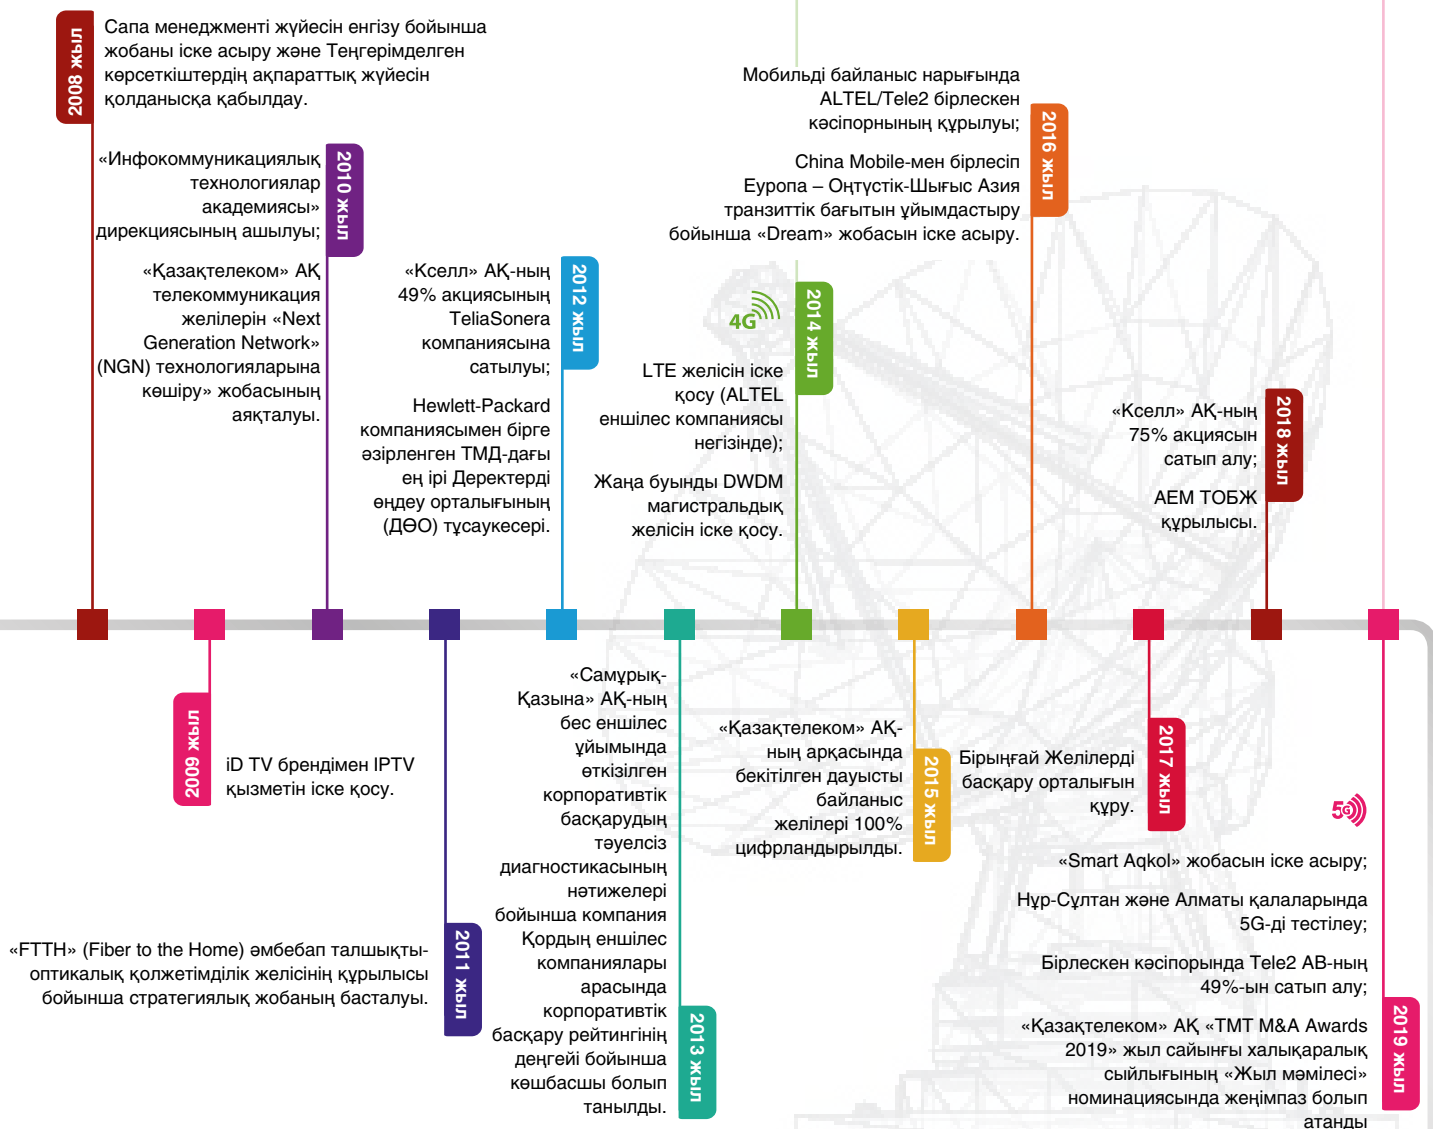 2008 жыл
Сапа менеджменті жүйесін енгізу бойынша
жобаны іске асыру және Теңгерімделген
көрсеткіштердің ақпараттық жүйесін
қолданысқа қабылдау.
2009 жыл
iD TV брендімен IPTV
қызметін іске қосу.
2010 жыл
«Инфокоммуникациялық
технологиялар
академиясы»
дирекциясының ашылуы;
«Қазақтелеком» АҚ
телекоммуникация
желілерін «Next
Generation Network»
(NGN) технологияларына
көшіру» жобасының
аяқталуы.
2011 жыл
«FTTH» (Fiber to the Home) әмбебап талшықты-
оптикалық қолжетімділік желісінің құрылысы
бойынша стратегиялық жобаның басталуы.
2012 жыл
«Кселл» АҚ-ның
49% акциясының
TeliaSonera
компаниясына
сатылуы;
Hewlett-Packard
компаниясымен бірге
әзірленген ТМД-дағы
ең ірі Деректерді
өңдеу орталығының
(ДӨО) тұсаукесері.
2013 жыл
«Самұрық-
Қазына» АҚ-ның
бес еншілес
ұйымында
өткізілген
корпоративтік
басқарудың
тәуелсіз
диагностикасының
нәтижелері
бойынша компания
Қордың еншілес
компаниялары
арасында
корпоративтік
басқару рейтингінің
деңгейі бойынша
көшбасшы болып
танылды.
2014 жыл
4G
LTE желісін іске
қосу (ALTEL
еншілес компаниясы
негізінде);
Жаңа буынды DWDM
магистральдық
желісін іске қосу.
2015 жыл
«Қазақтелеком» АҚ-
ның арқасында
бекітілген дауысты
байланыс
желілері 100%
цифрландырылды.
2016 жыл
Мобильді байланыс нарығында
ALTEL/Tele2 бірлескен
кәсіпорнының құрылуы;
China Mobile-мен бірлесіп
Еуропа – Оңтүстік-Шығыс Азия
транзиттік бағытын ұйымдастыру
бойынша «Dream» жобасын іске асыру.
2017 жыл
Бірыңғай Желілерді
басқару орталығын
құру.
2018 жыл
«Кселл» АҚ-ның
75% акциясын
сатып алу;
АЕМ ТОБЖ
құрылысы.
2019 жыл
5G
«Smart Aqkol» жобасын іске асыру;
Нұр-Сұлтан және Алматы қалаларында
5G-ді тестілеу;
Бірлескен кәсіпорында Tele2 AB-ның
49%-ын сатып алу;
«Қазақтелеком» АҚ «TMT M&A Awards
2019» жыл сайынғы халықаралық
сыйлығының «Жыл мәмілесі»
номинациясында жеңімпаз болып
атанды